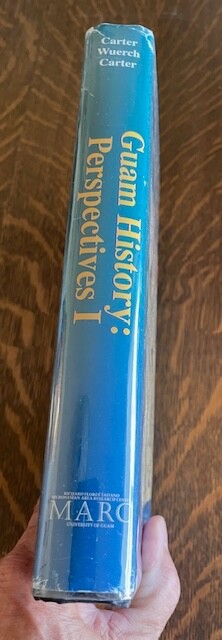 Carter
Wuerch
Carter
Guam History:
Perspectives I
RICHARD FLORES TAITANO
MICRONESIAN AREA RESEARCH CENTER
MARC
UNIVERSITY OF GUAM